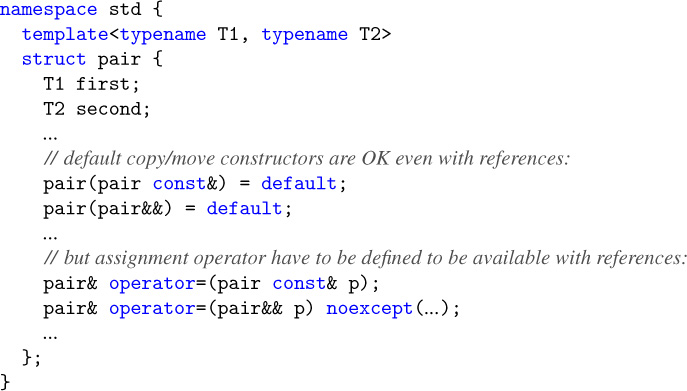 namespace std {
template<typename T1, typename T2>
struct pair {
T1 first;
T2 second;
...
// default copy/move constructors are OK even with references:
pair(pair const&) = default;
pair(pair&&) = default;
...
// but assignment operator have to be defined to be available with references:
pair& operator=(pair const& p);
pair& operator=(pair&& p) noexcept(...);
...
};
}